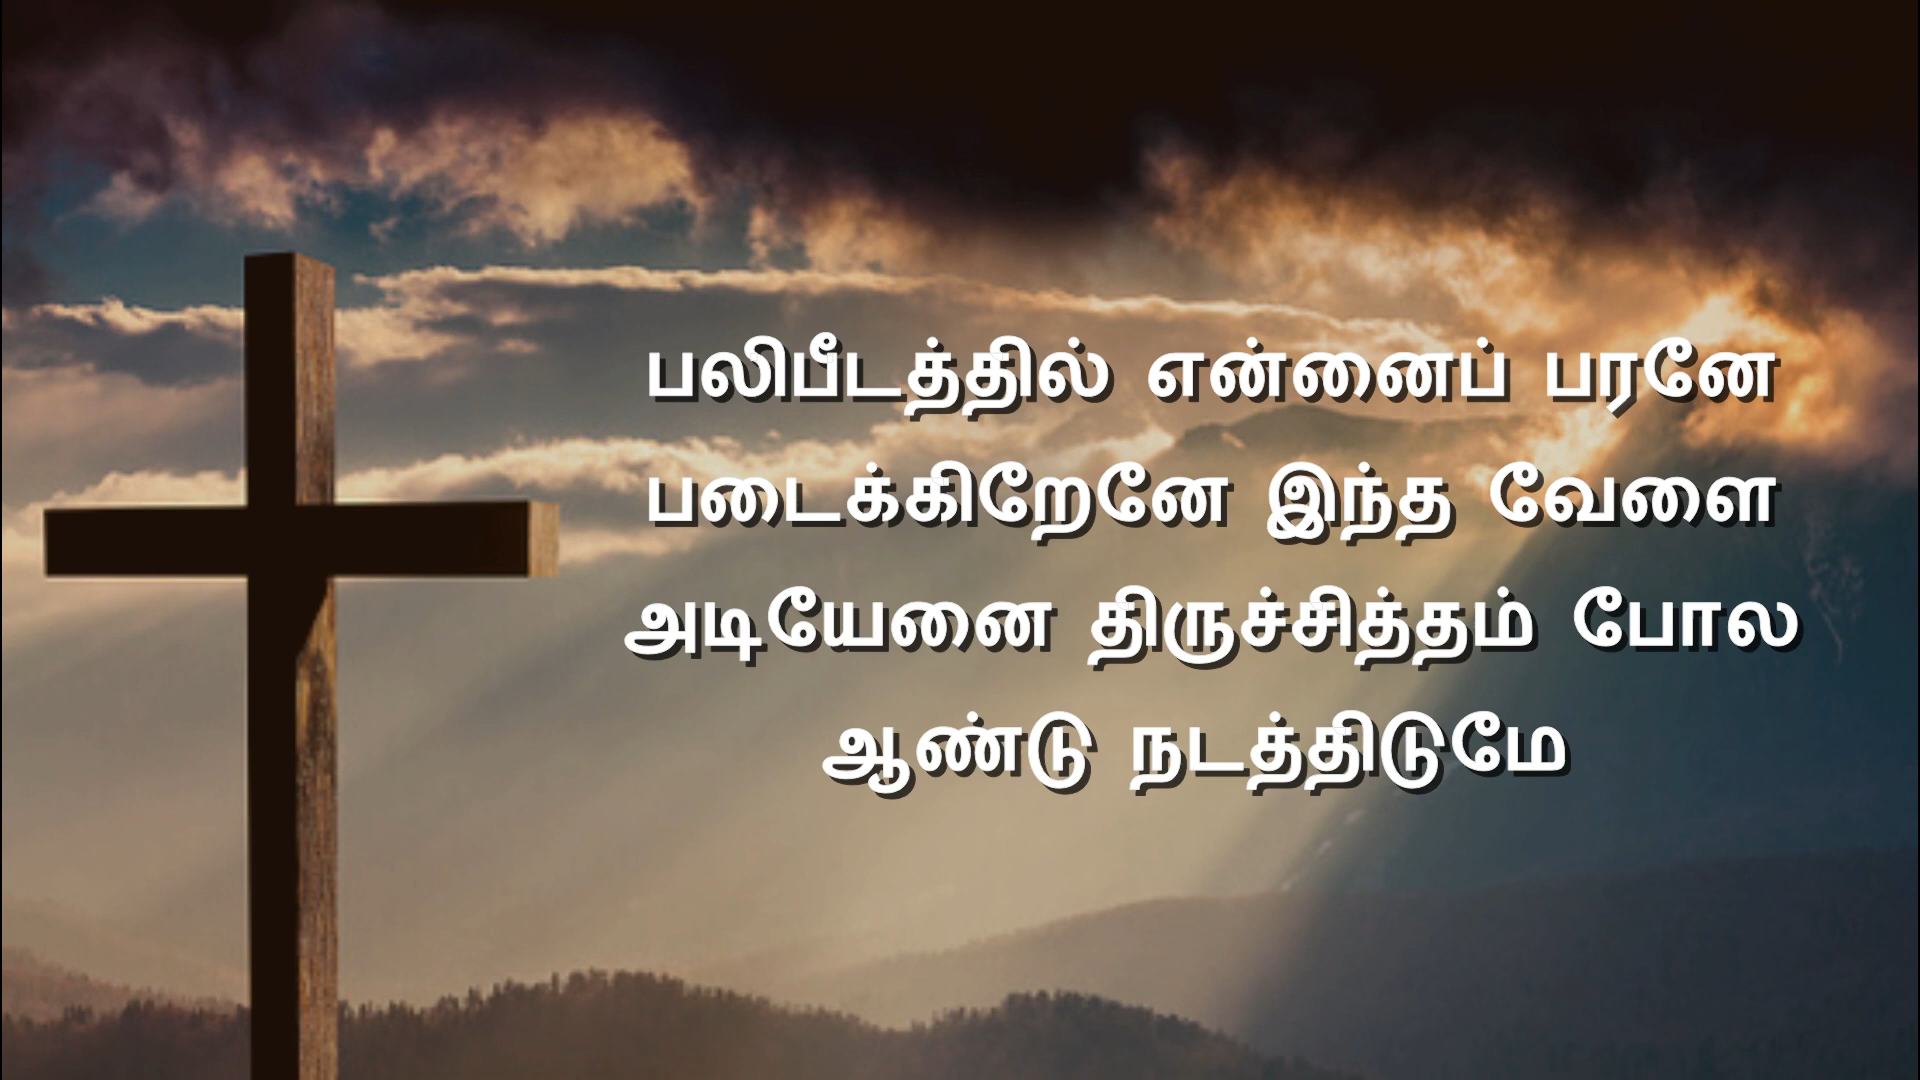 பலிபீடத்தில் என்னைப் பரனே
படைக்கிறேனே இந்த வேளை
அடியேனை திருச்சித்தம் போல
ஆண்டு நடத்திடுமே